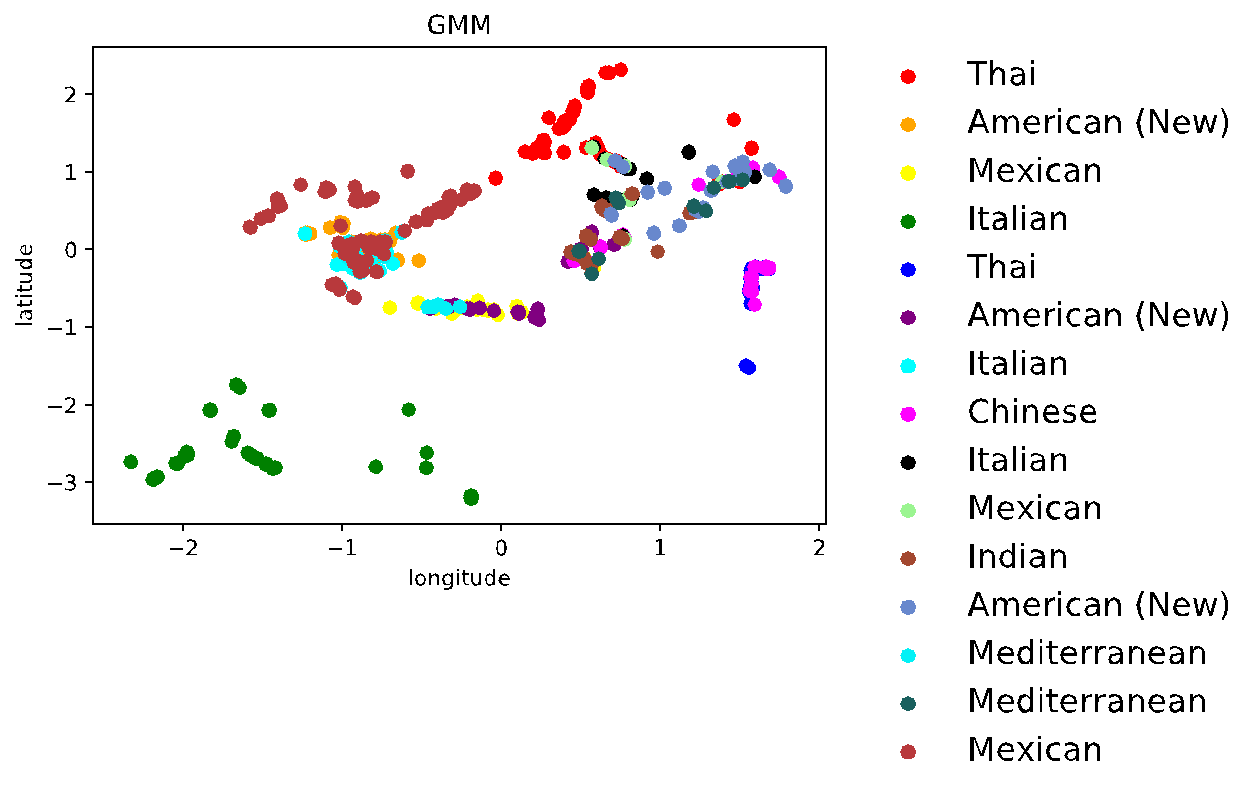 GMM
2
1
0
−1
−2
−3
latitude
−2
−1
0
1
2
longitude
Thai
American (New)
Mexican
Italian
Thai
American (New)
Italian
Chinese
Italian
Mexican
Indian
American (New)
Mediterranean
Mediterranean
Mexican